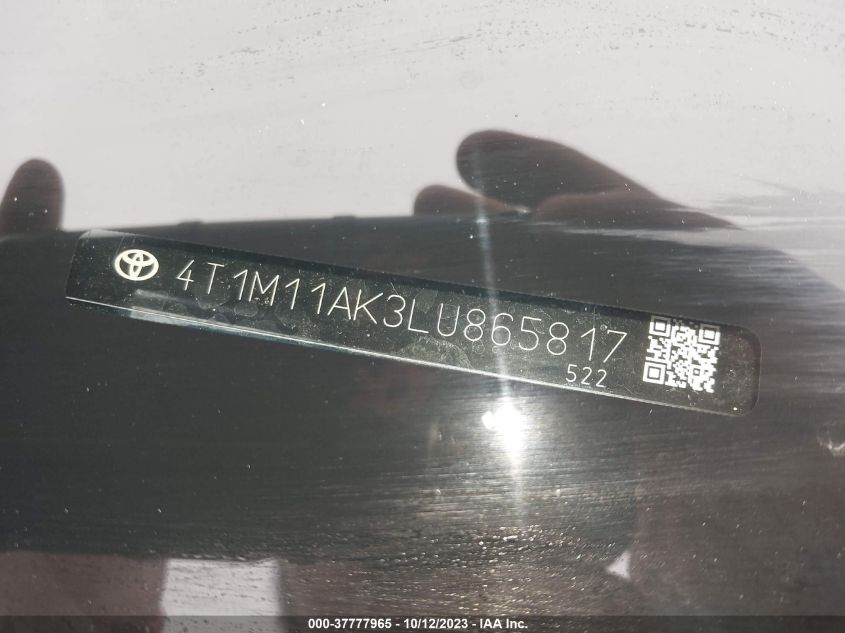 4T1M11AK3LU865817
522
000-37777965 - 10/12/2023 - IAA Inc.